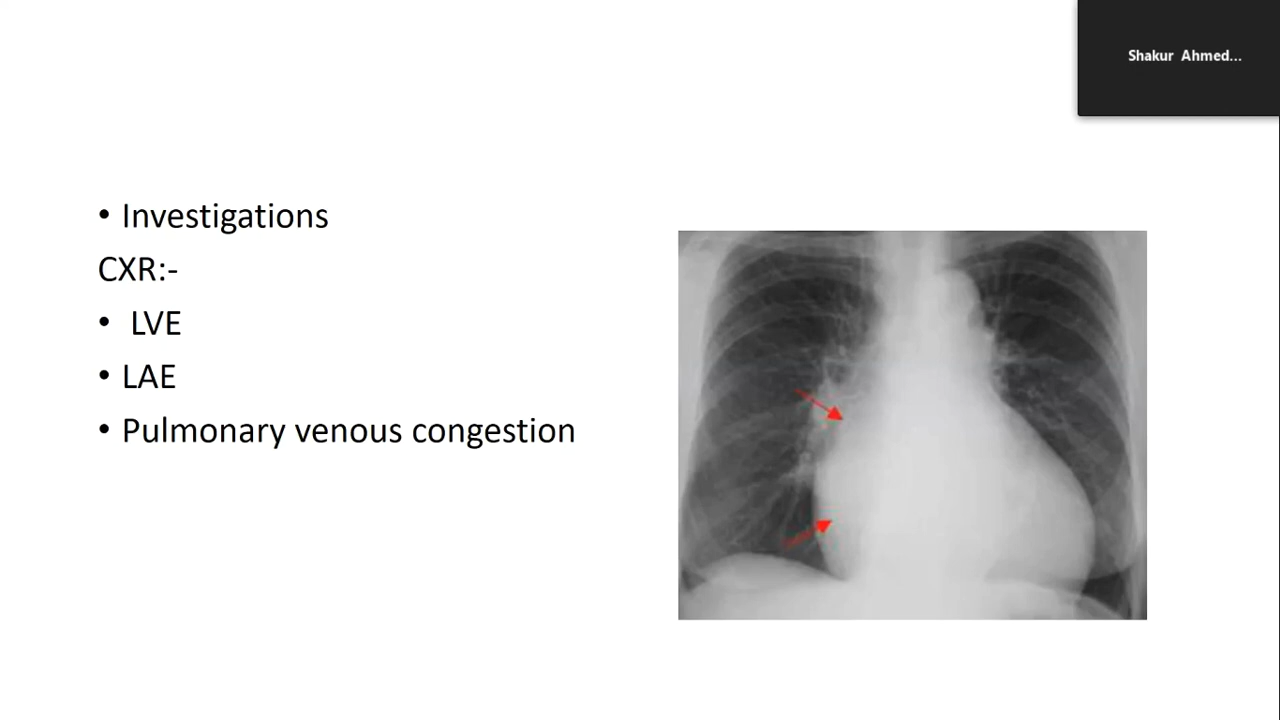 Shakur Ahmed...
• Investigations
CXR:-
• LVE
• LAE
• Pulmonary venous congestion